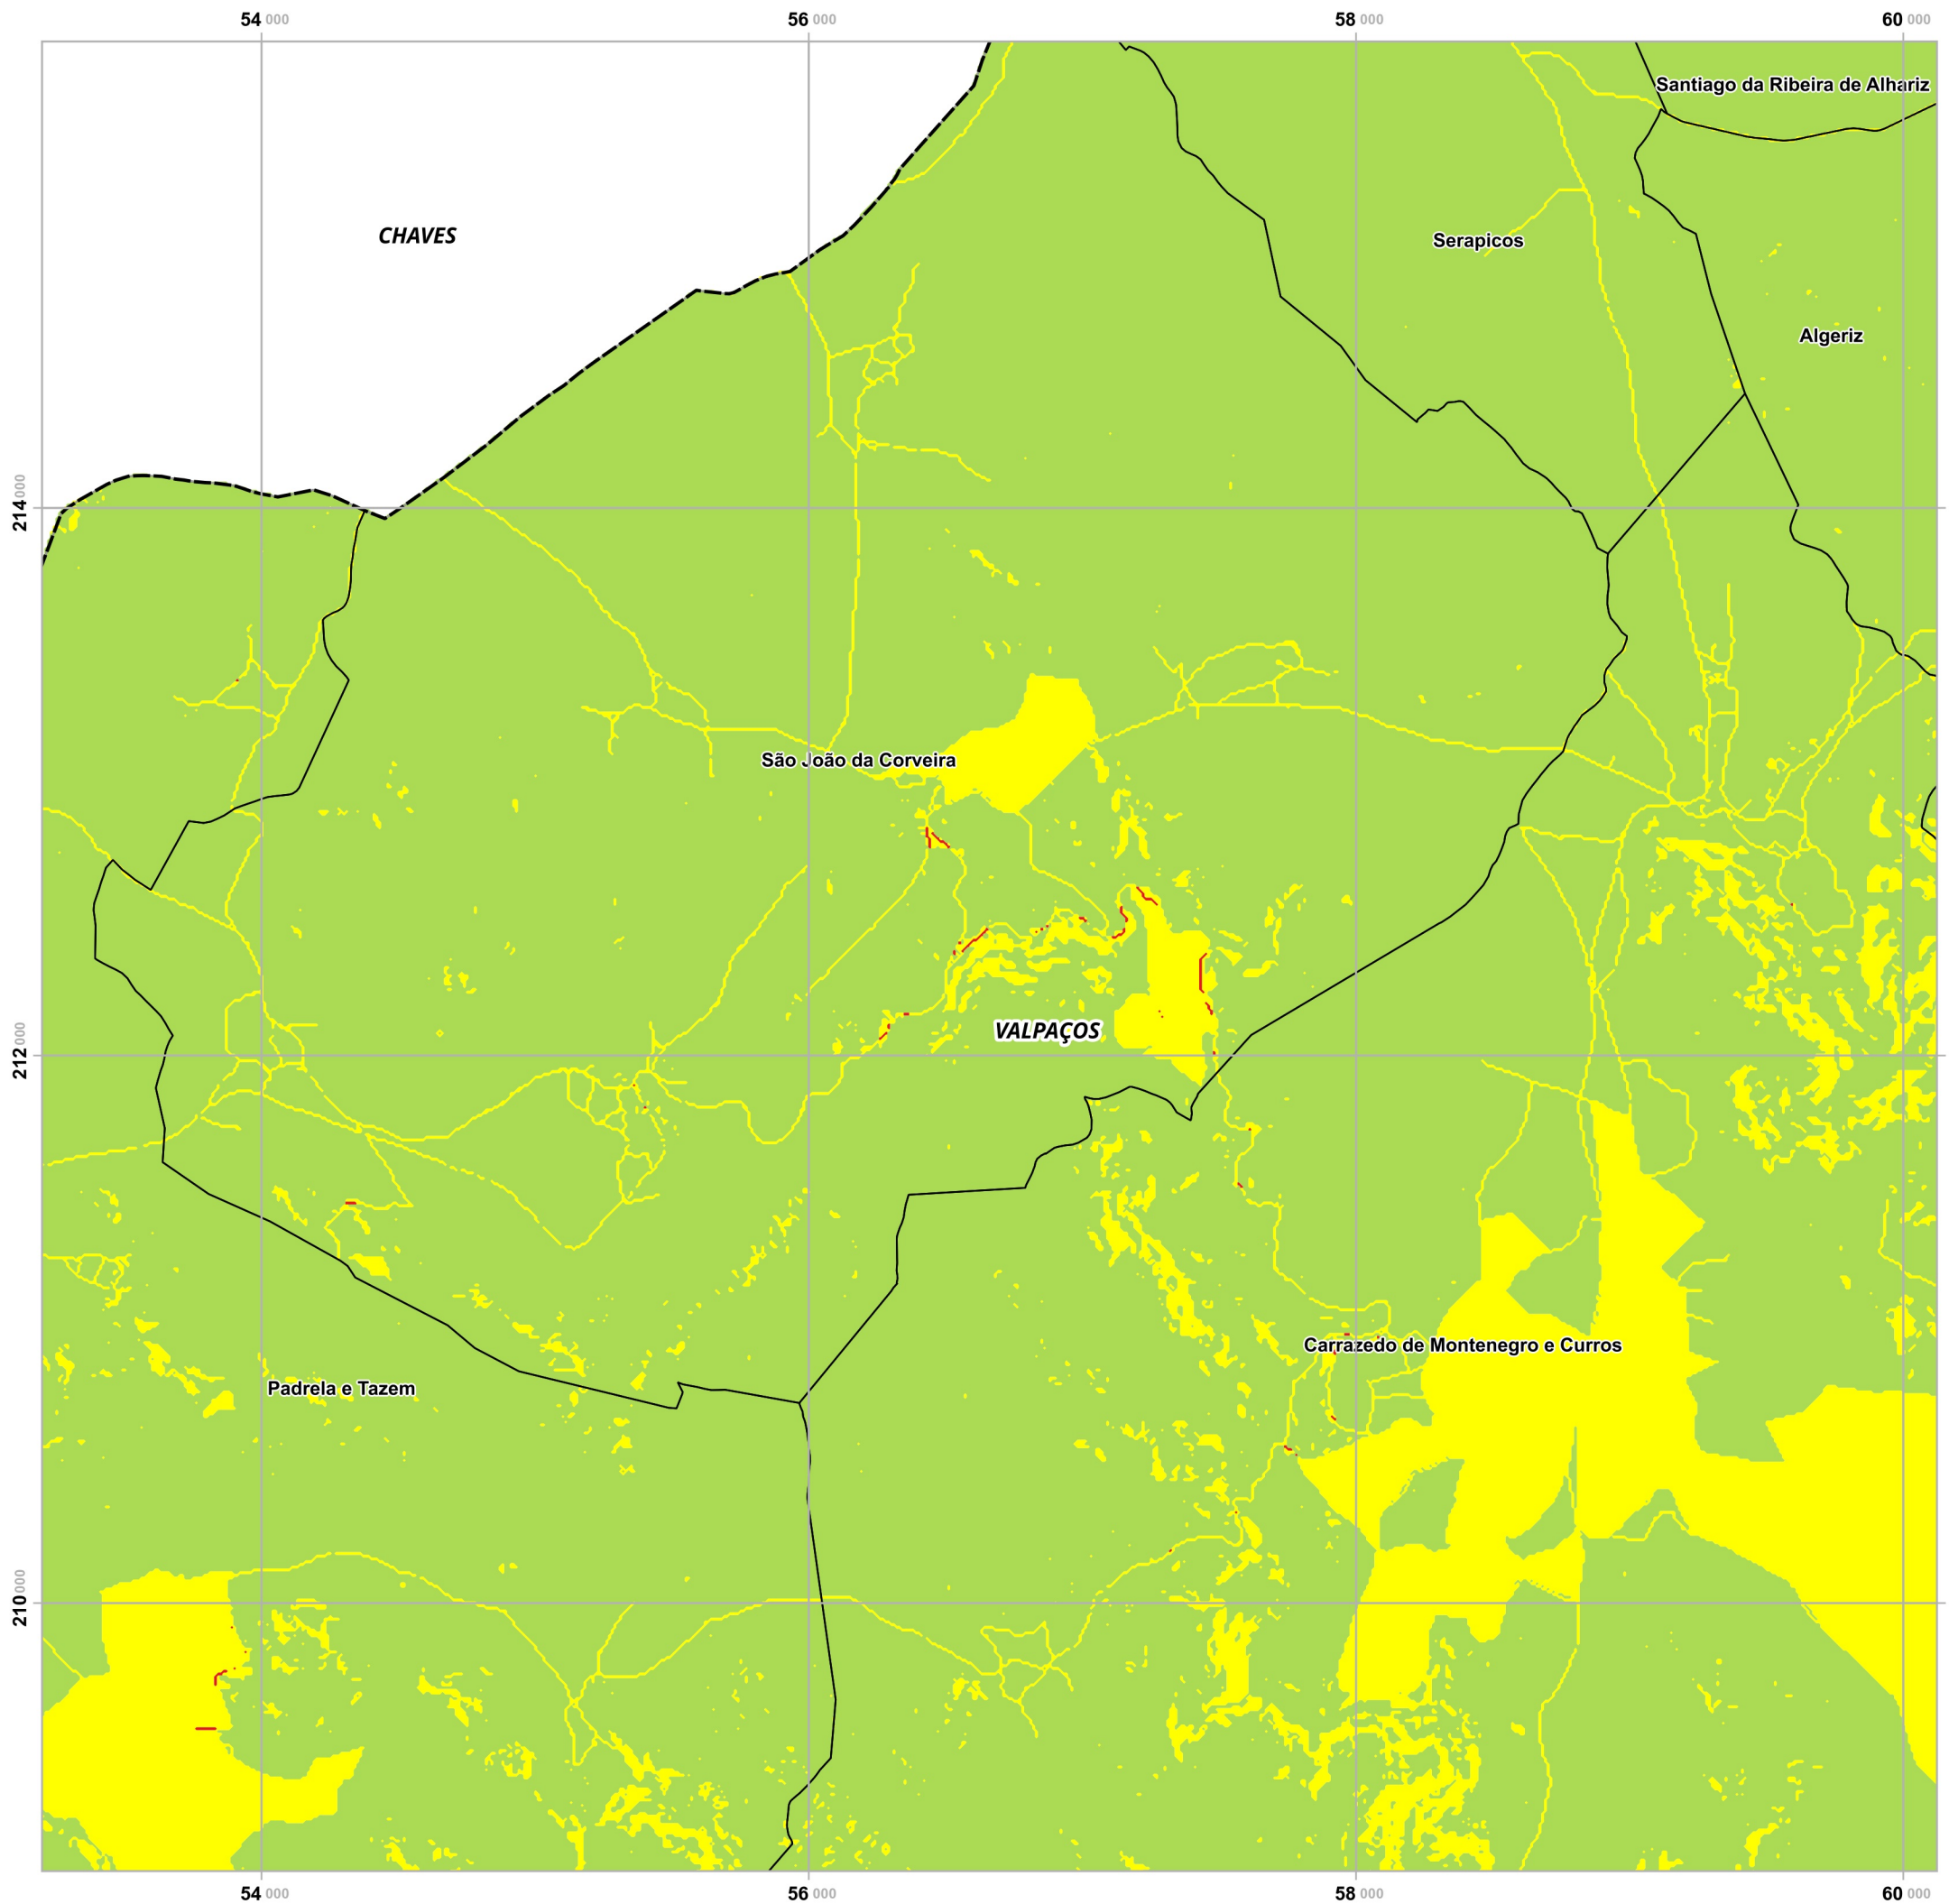 54 000 56 000 58 000 60 000
Santiago da Ribeira de Alhariz
CHAVES
Serapicos
Algeriz
214 000
São João da Corveira
VALPAÇOS
212 000
Carrazedo de Montenegro e Curros
Padrela e Tazem
210 000
54 000 56 000 58 000 60 000